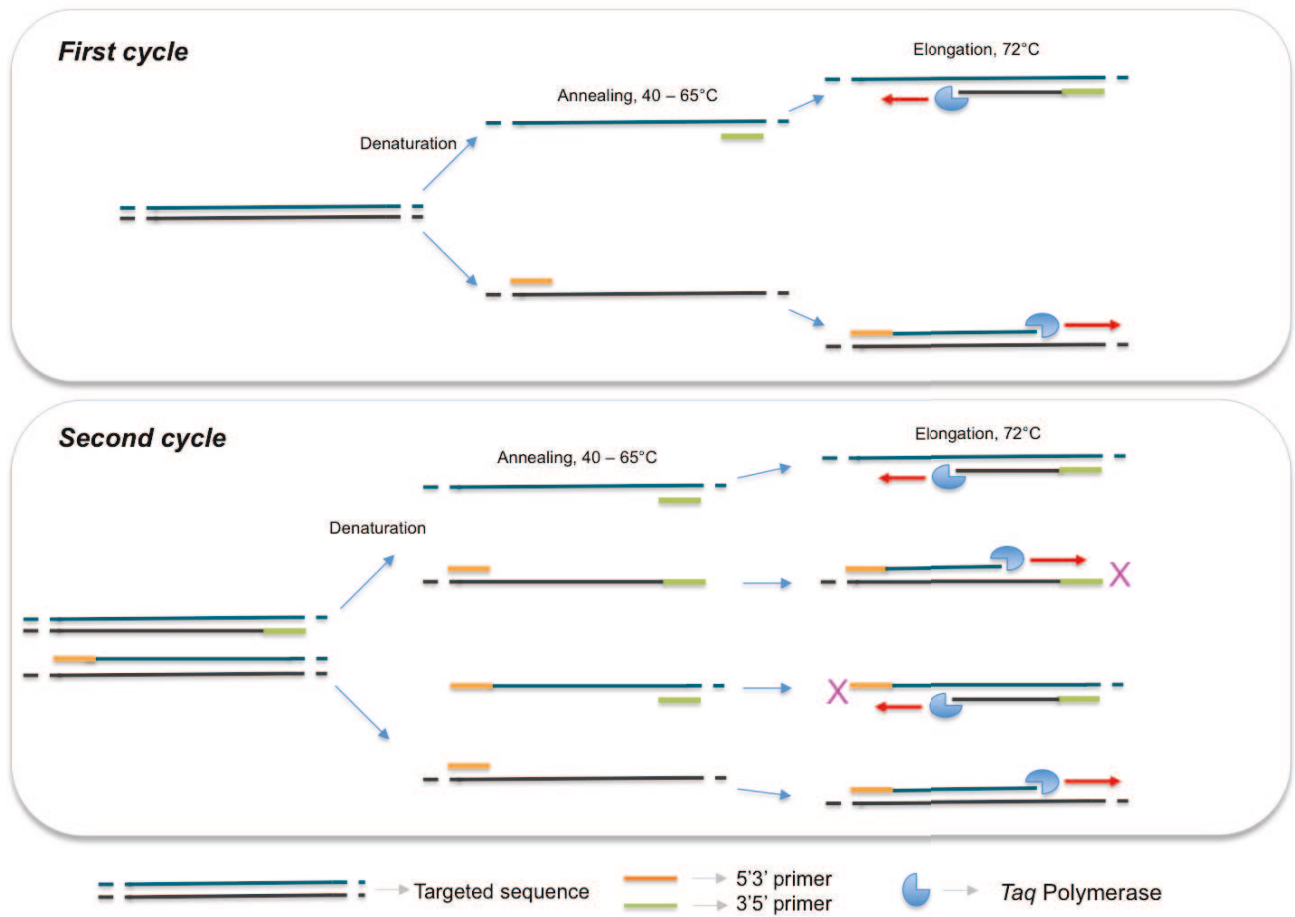 First cycle
Elongation, 72°C
Annealing, 40 – 65°C
Denaturation
Second cycle
Elongation, 72°C
Annealing, 40 – 65°C
Denaturation
X
X
Targeted sequence
5'3' primer
3'5' primer
Taq Polymerase